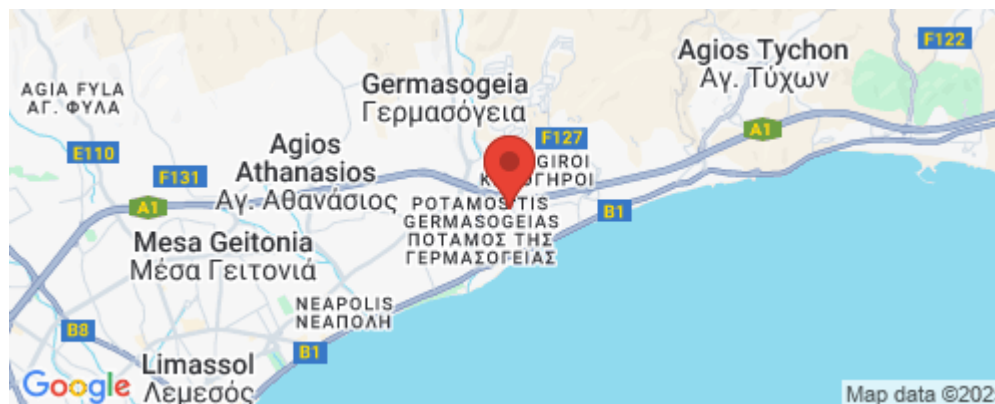 F122
Agios Tychon
Αγ. Τύχων
AGIA FYLA
ΑΓ. ΦΥΛΑ
Germasogeia
Γερμασόγεια
A1
F127
E110
Agios
Athanasios
Αγ. Αθανάσιος
F131
A1
POTAMOS TIS
GERMASOGEIAS
ΠΟΤΑΜΟΣ ΤΗΣ
ΓΕΡΜΑΣΟΓΕΙΑΣ
B1
Mesa Geitonia
Μέσα Γειτονιά
NEAPOLIS
ΝΕΑΠΟΛΗ
B8
B1
Limassol
Λεμεσός
Google
Map data ©202